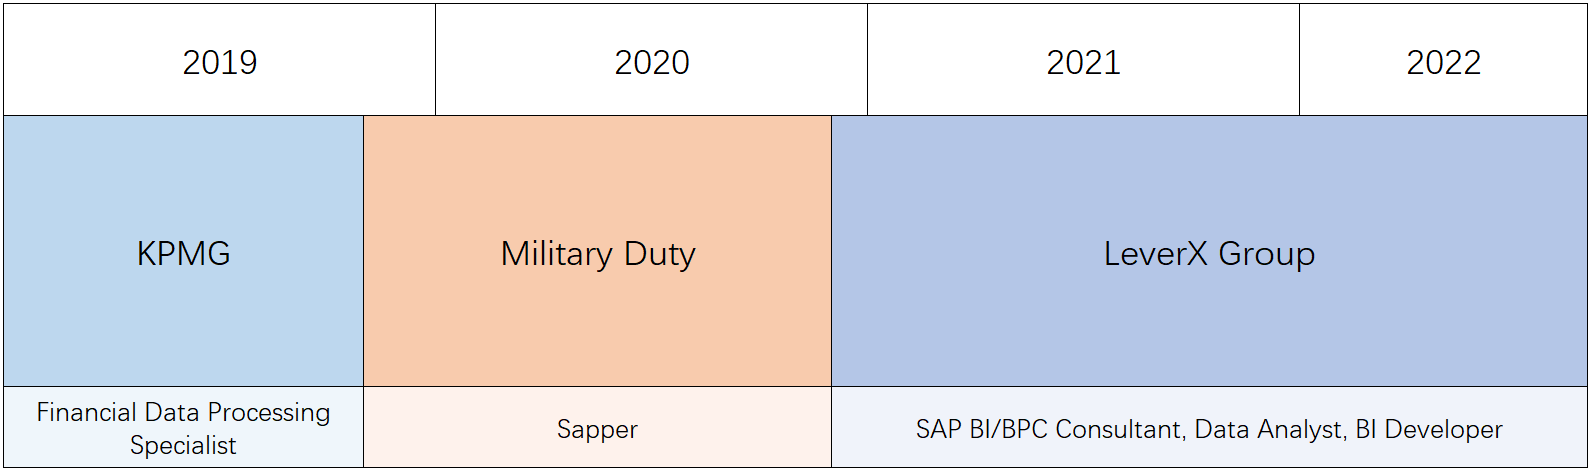 2019
2020
2021
2022
KPMG
Military Duty
LeverX Group
Financial Data Processing
Specialist
Sapper
SAP BI/BPC Consultant, Data Analyst, BI Developer